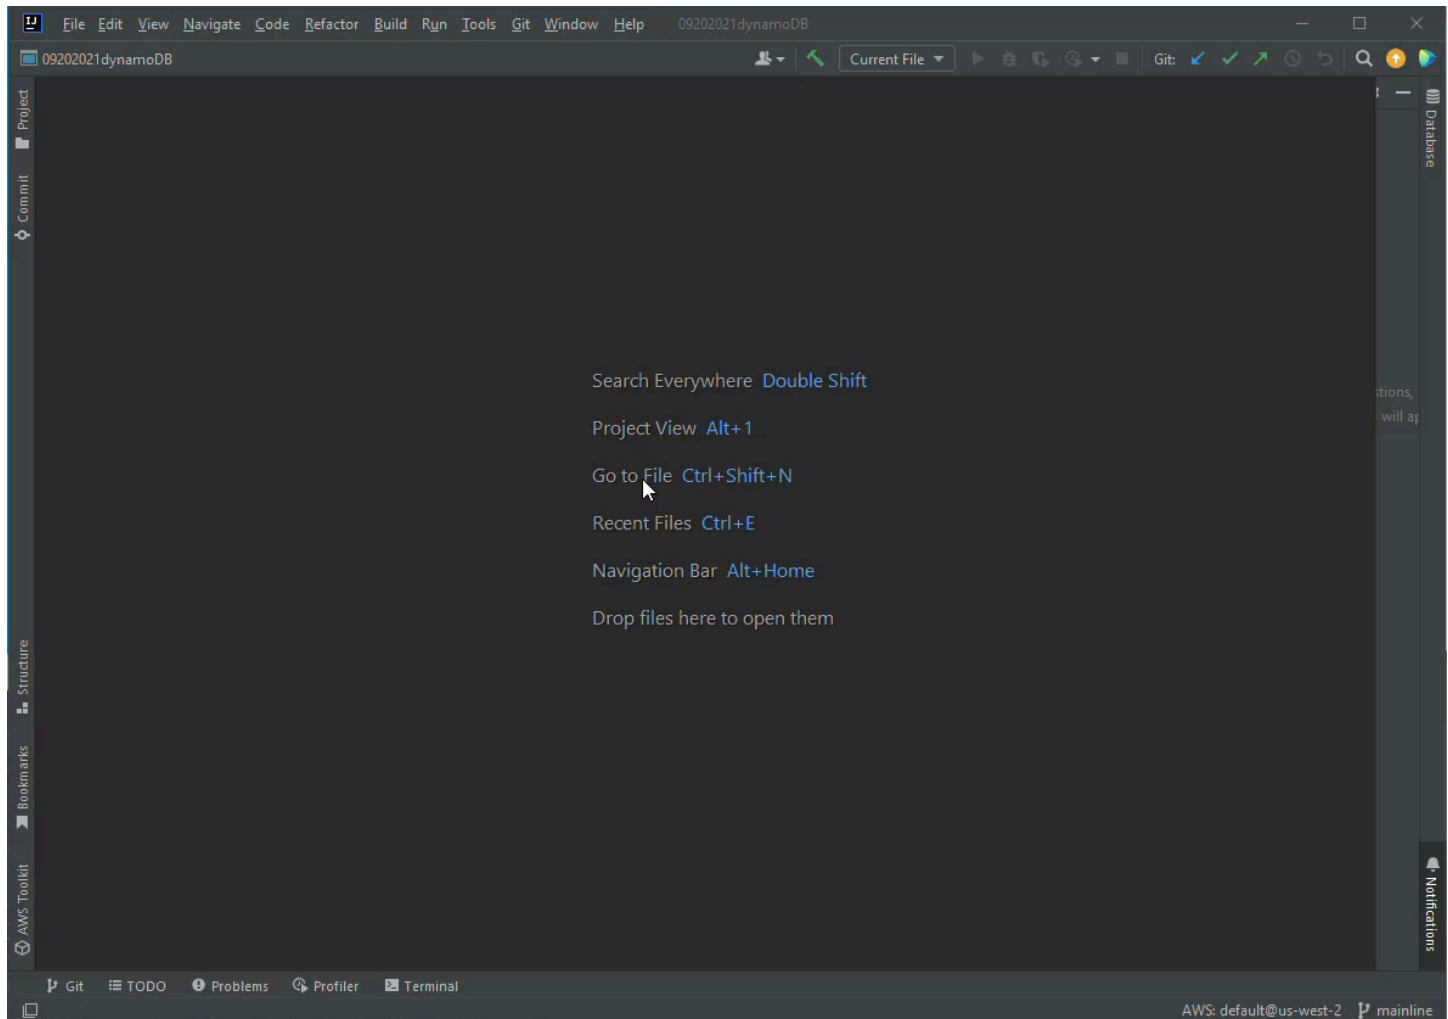 IJ File Edit View Navigate Code Refactor Build Run Tools Git Window Help 09202021dynamoDB
09202021dynamoDB Current File Git:
Project
Commit
Structure
Bookmarks
AWS Toolkit
Search Everywhere Double Shift
Project View Alt+1
Go to File Ctrl+Shift+N
Recent Files Ctrl+E
Navigation Bar Alt+Home
Drop files here to open them
tions,
will ap
Database
Notifications
Git TODO Problems Profiler Terminal
AWS: default@us-west-2 mainline